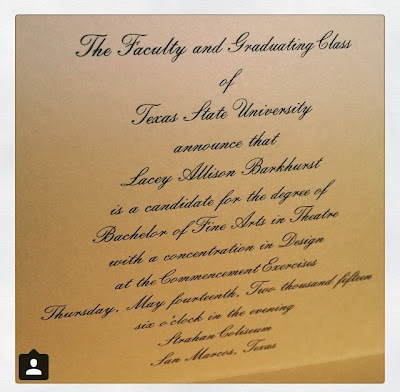 The Faculty and Graduating Class
of
Texas State University
announce that
Lacey Allison Barkhurst
is a candidate for the degree of
Bachelor of Fine Arts in Theatre
with a concentration in Design
at the Commencement Exercises
Thursday, May fourteenth, Two thousand fifteen
six o'clock in the evening
Strahan Coliseum
San Marcos, Texas